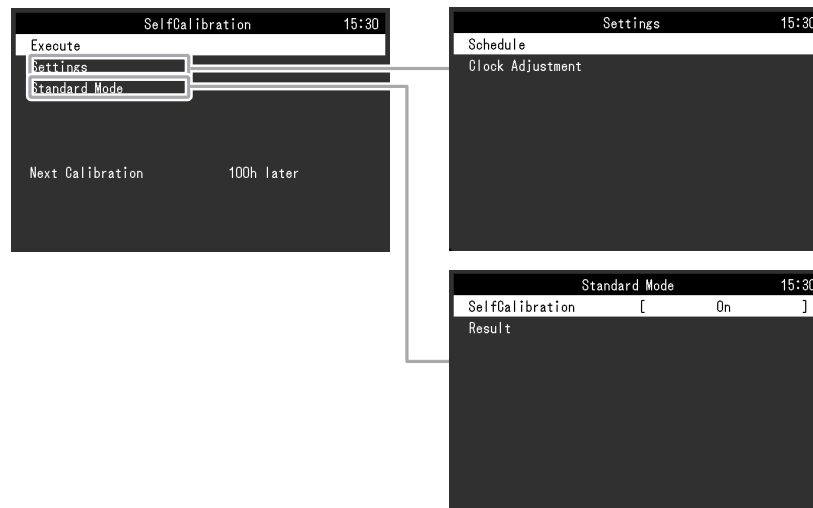 SelfCalibration 15:30
Execute
Settings
Standard Mode
Next Calibration 100h later
Settings 15:30
Schedule
Clock Adjustment
Standard Mode 15:30
SelfCalibration [ On ]
Result